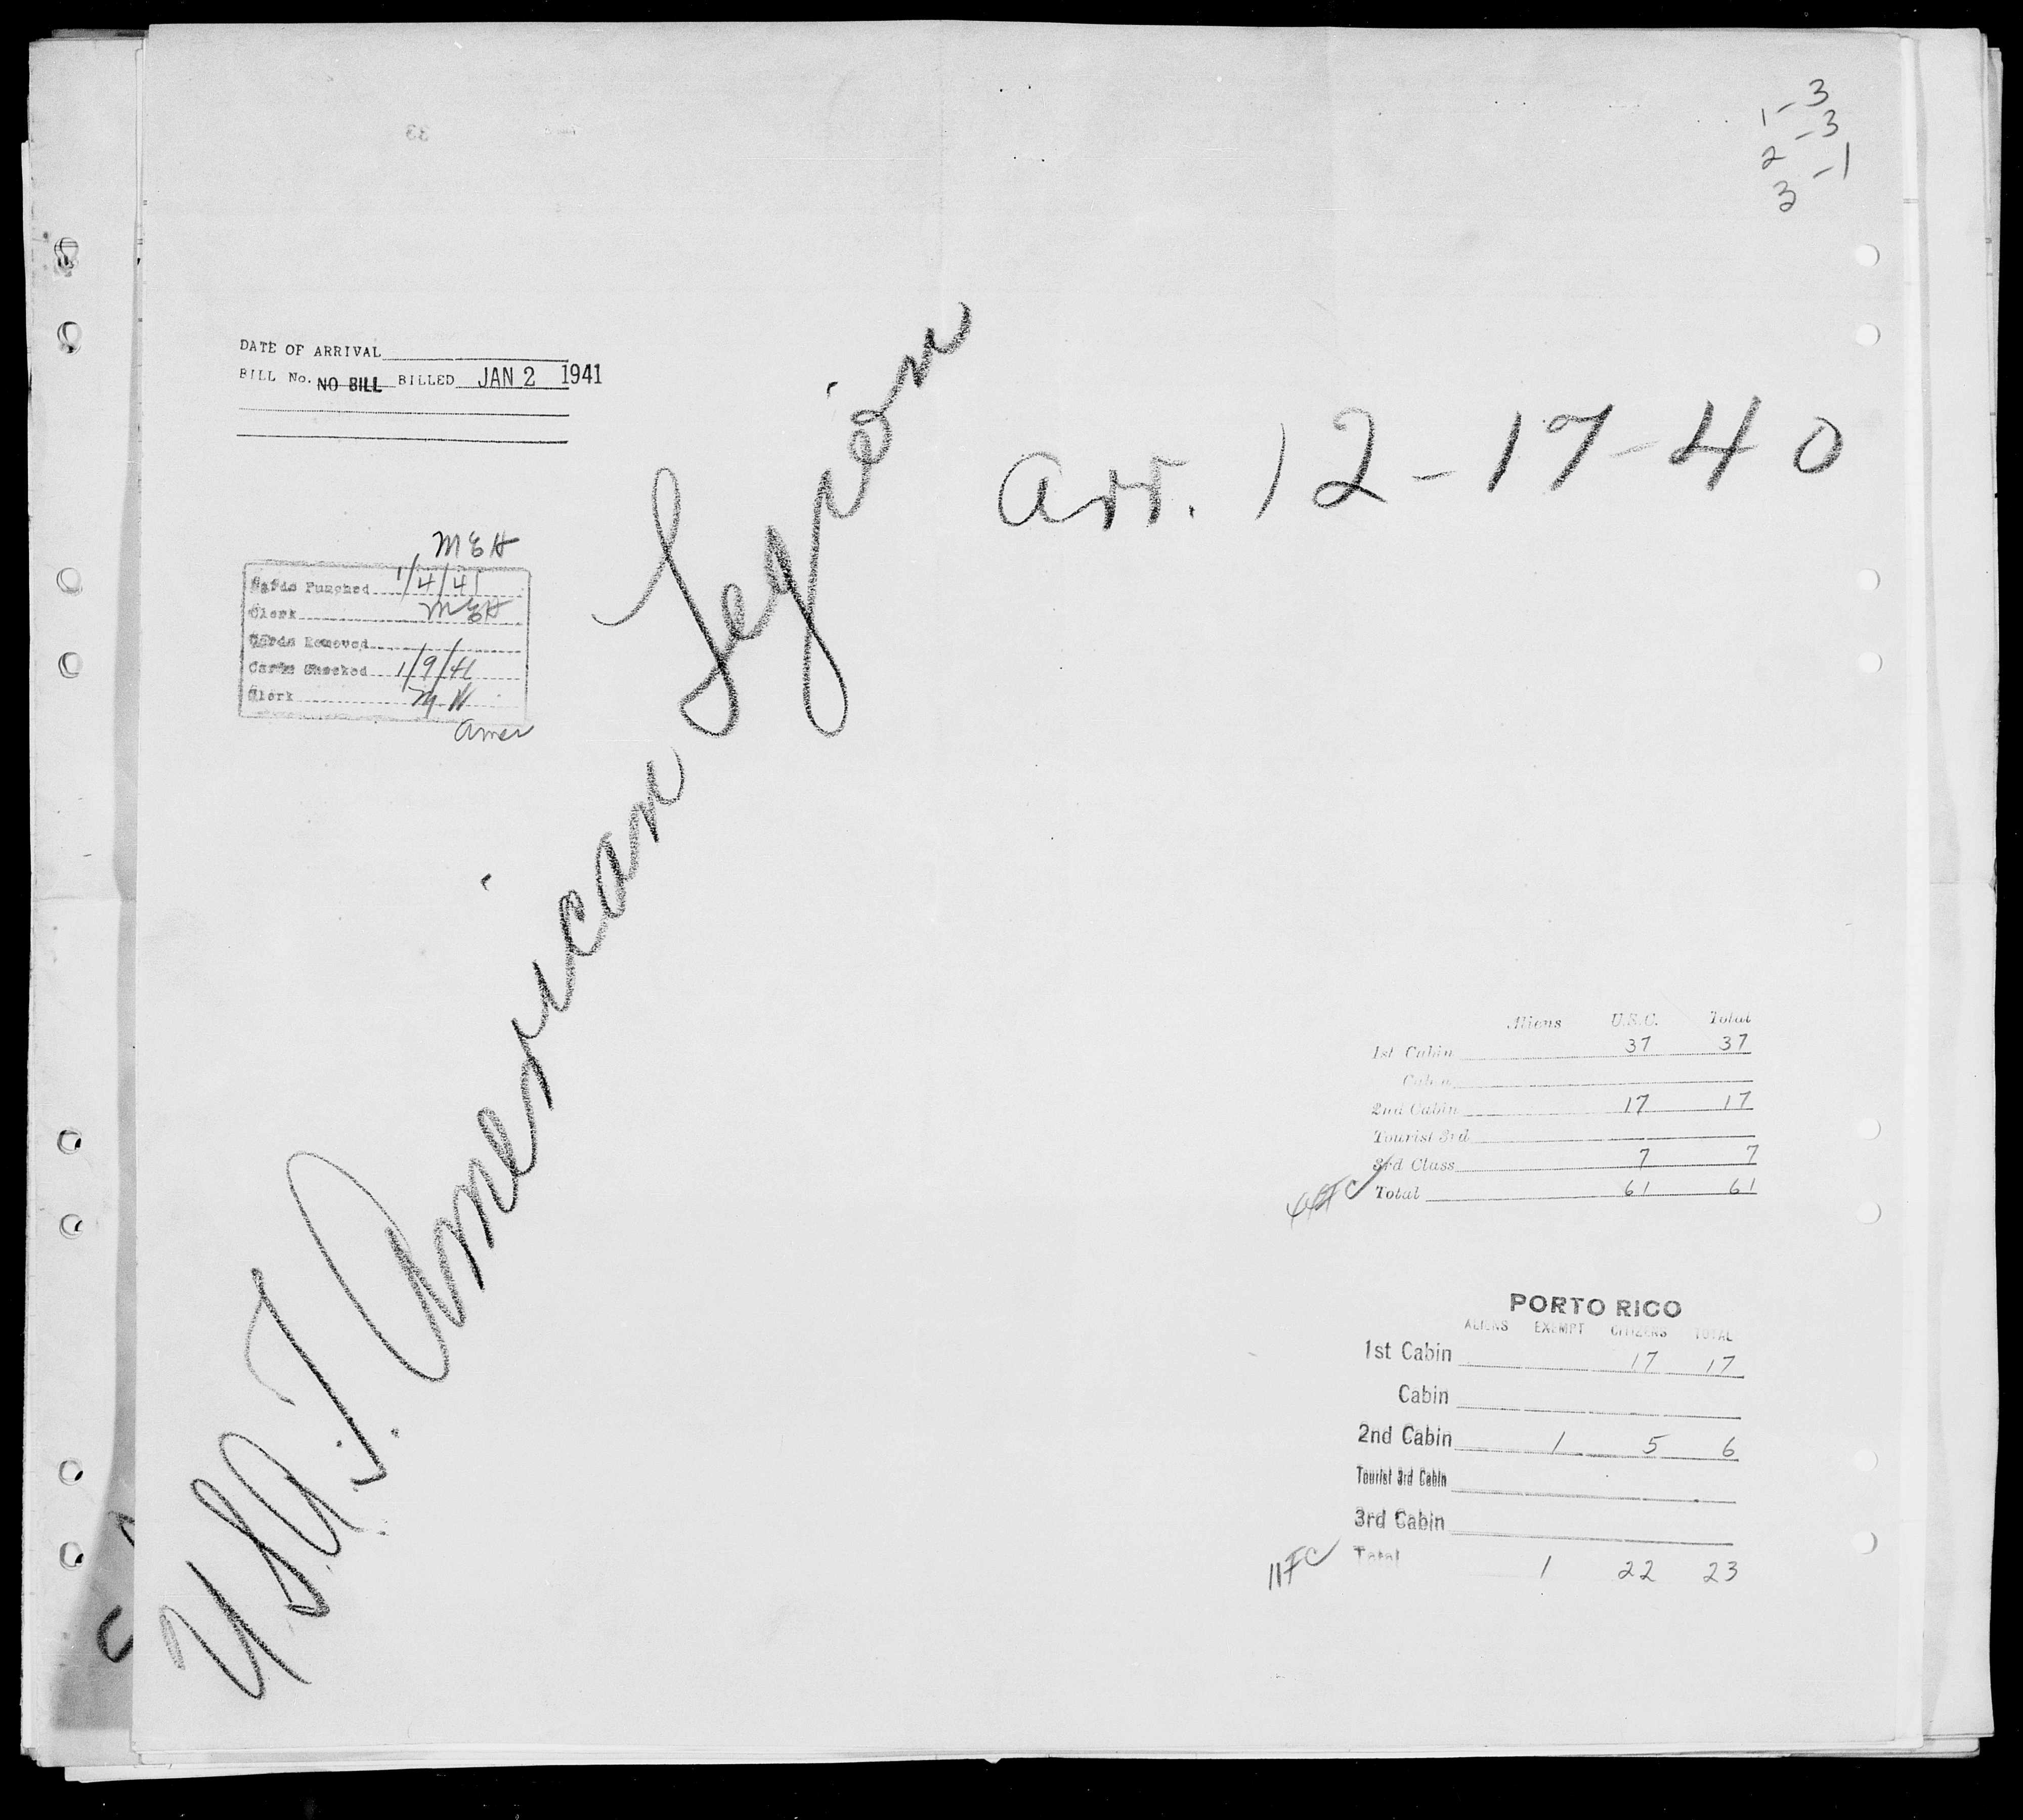 1-3
2-3
3-1
DATE OF ARRIVAL
BILL No. NO BILL BILLED JAN 2 1941
arr. 12-17-40
U.S.A.T. American Legion
MEH
Cards Punched 1/4/41
Clerk MEH
Cards Removed
Cards Checked 1/9/41
Clerk
Amer
Aliens U.S.C. Total
1st Cabin 37 37
Cabin
2nd Cabin 17 17
Tourist 3rd
3rd Class 7 7
Total 61 61
PORTO RICO
ALIENS EXEMPT CITIZENS TOTAL
1st Cabin 17 17
Cabin
2nd Cabin 1 5 6
Tourist 3rd Cabin
3rd Cabin
Total 1 22 23